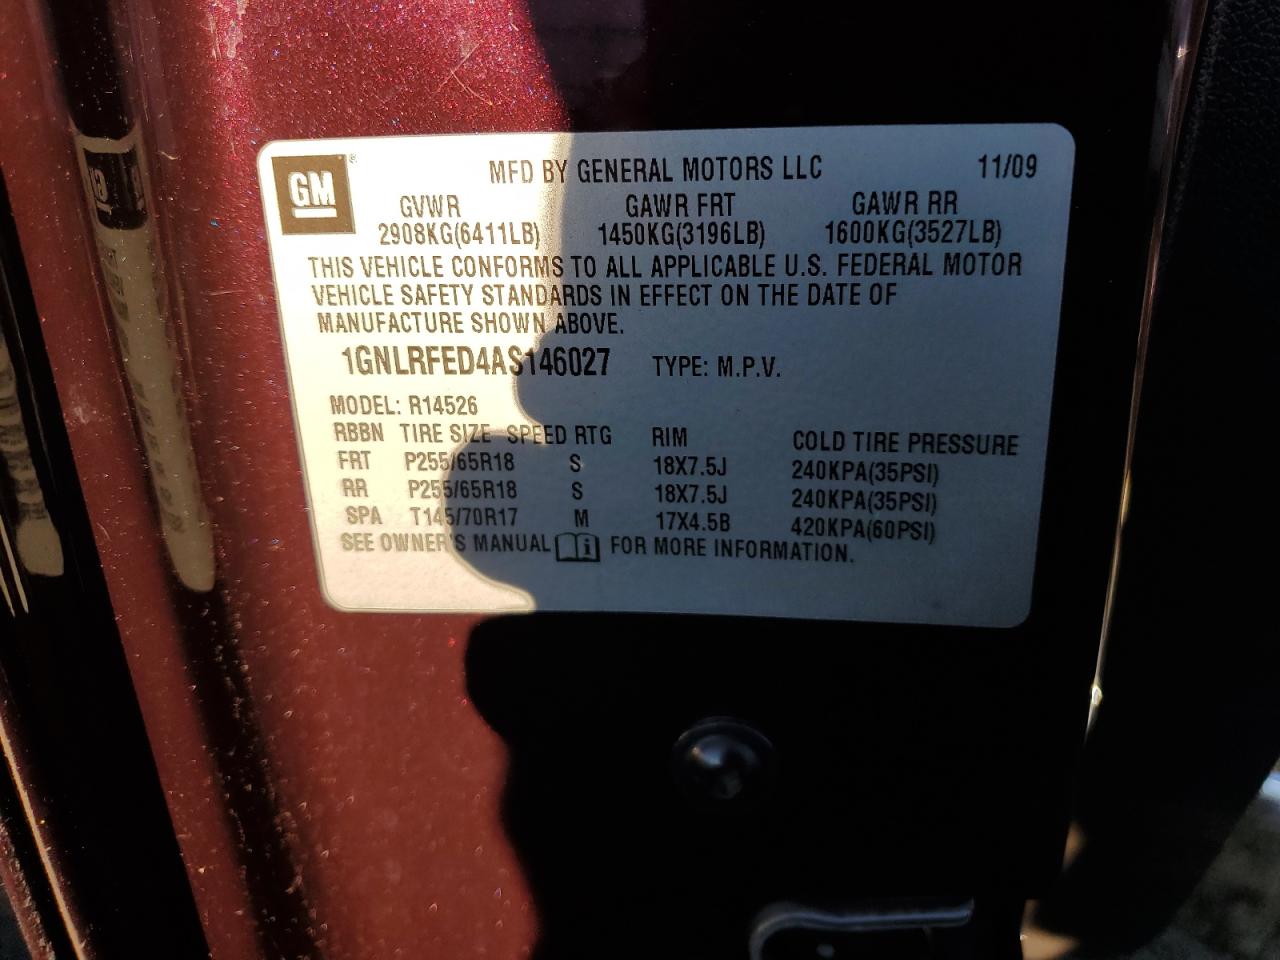 GM ® MFD BY GENERAL MOTORS LLC 11/09
GVWR GAWR FRT GAWR RR
2908KG(6411LB) 1450KG(3196LB) 1600KG(3527LB)
THIS VEHICLE CONFORMS TO ALL APPLICABLE U.S. FEDERAL MOTOR
VEHICLE SAFETY STANDARDS IN EFFECT ON THE DATE OF
MANUFACTURE SHOWN ABOVE.
1GNLRFED4AS146027 TYPE: M.P.V.
MODEL: R14526
RBBN TIRE SIZE SPEED RTG RIM COLD TIRE PRESSURE
FRT P255/65R18 S 18X7.5J 240KPA(35PSI)
RR P255/65R18 S 18X7.5J 240KPA(35PSI)
SPA T145/70R17 M 17X4.5B 420KPA(60PSI)
SEE OWNER'S MANUAL i FOR MORE INFORMATION.